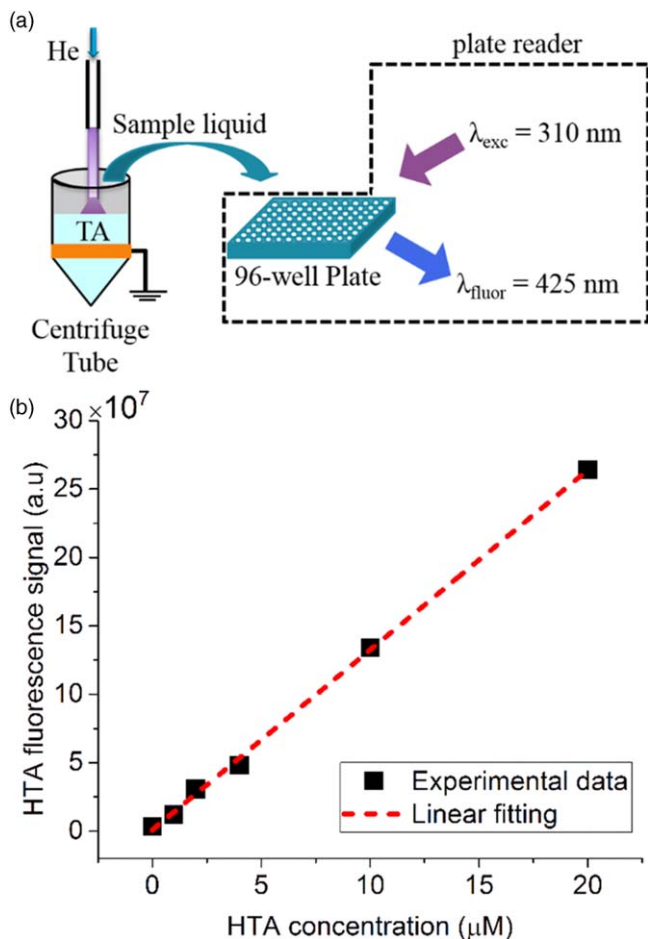 (a)
He
plate reader
Sample liquid
λexc = 310 nm
TA
96-well Plate
λfluor = 425 nm
Centrifuge
Tube
(b)
30
×10⁷
25
20
15
10
5
0
HTA fluorescence signal (a.u)
Experimental data
Linear fitting
0 5 10 15 20
HTA concentration (μM)